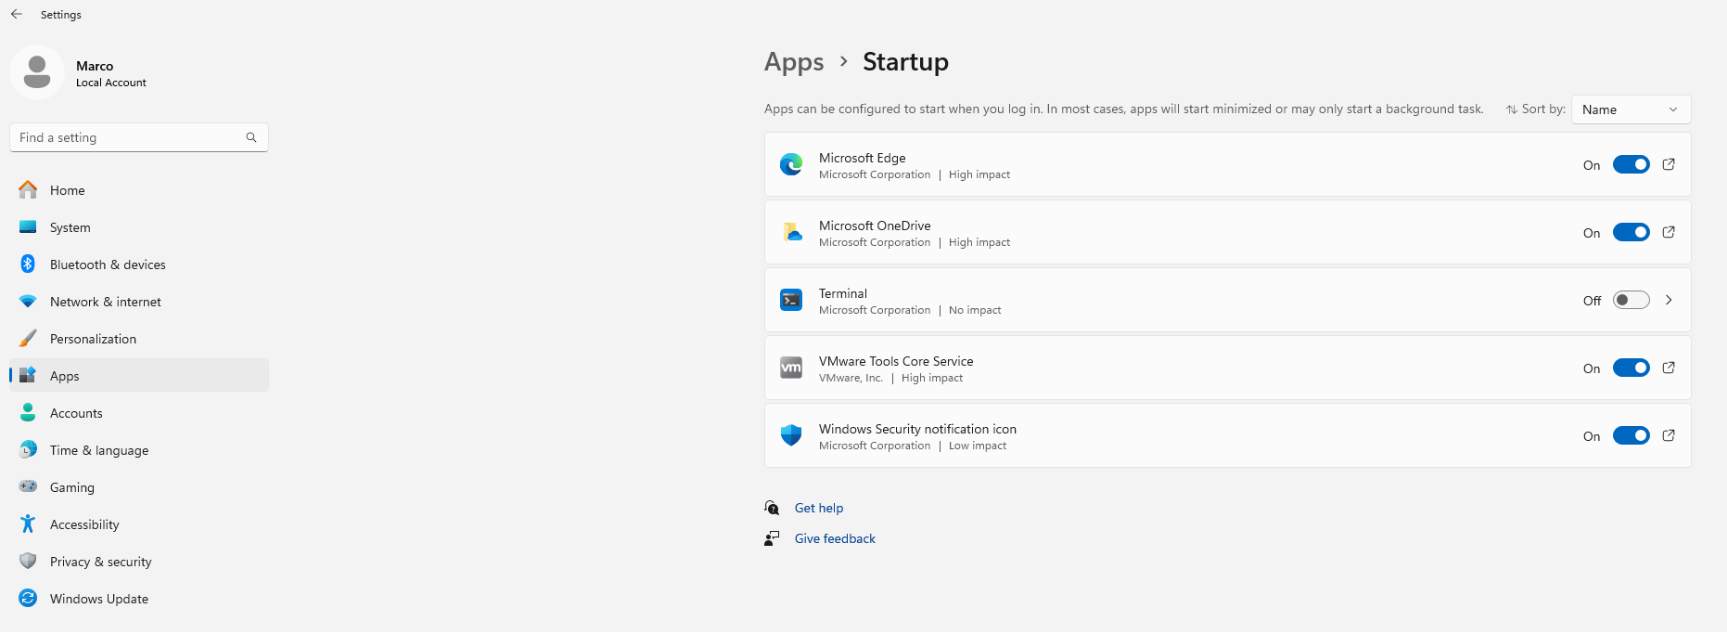 Settings
Marco
Local Account
Find a setting
Home
System
Bluetooth & devices
Network & internet
Personalization
Apps
Accounts
Time & language
Gaming
Accessibility
Privacy & security
Windows Update
Apps > Startup
Apps can be configured to start when you log in. In most cases, apps will start minimized or may only start a background task. Sort by: Name
Microsoft Edge
Microsoft Corporation | High impact
On
Microsoft OneDrive
Microsoft Corporation | High impact
On
Terminal
Microsoft Corporation | No impact
Off
vm
VMware Tools Core Service
VMware, Inc. | High impact
On
Windows Security notification icon
Microsoft Corporation | Low impact
On
Get help
Give feedback